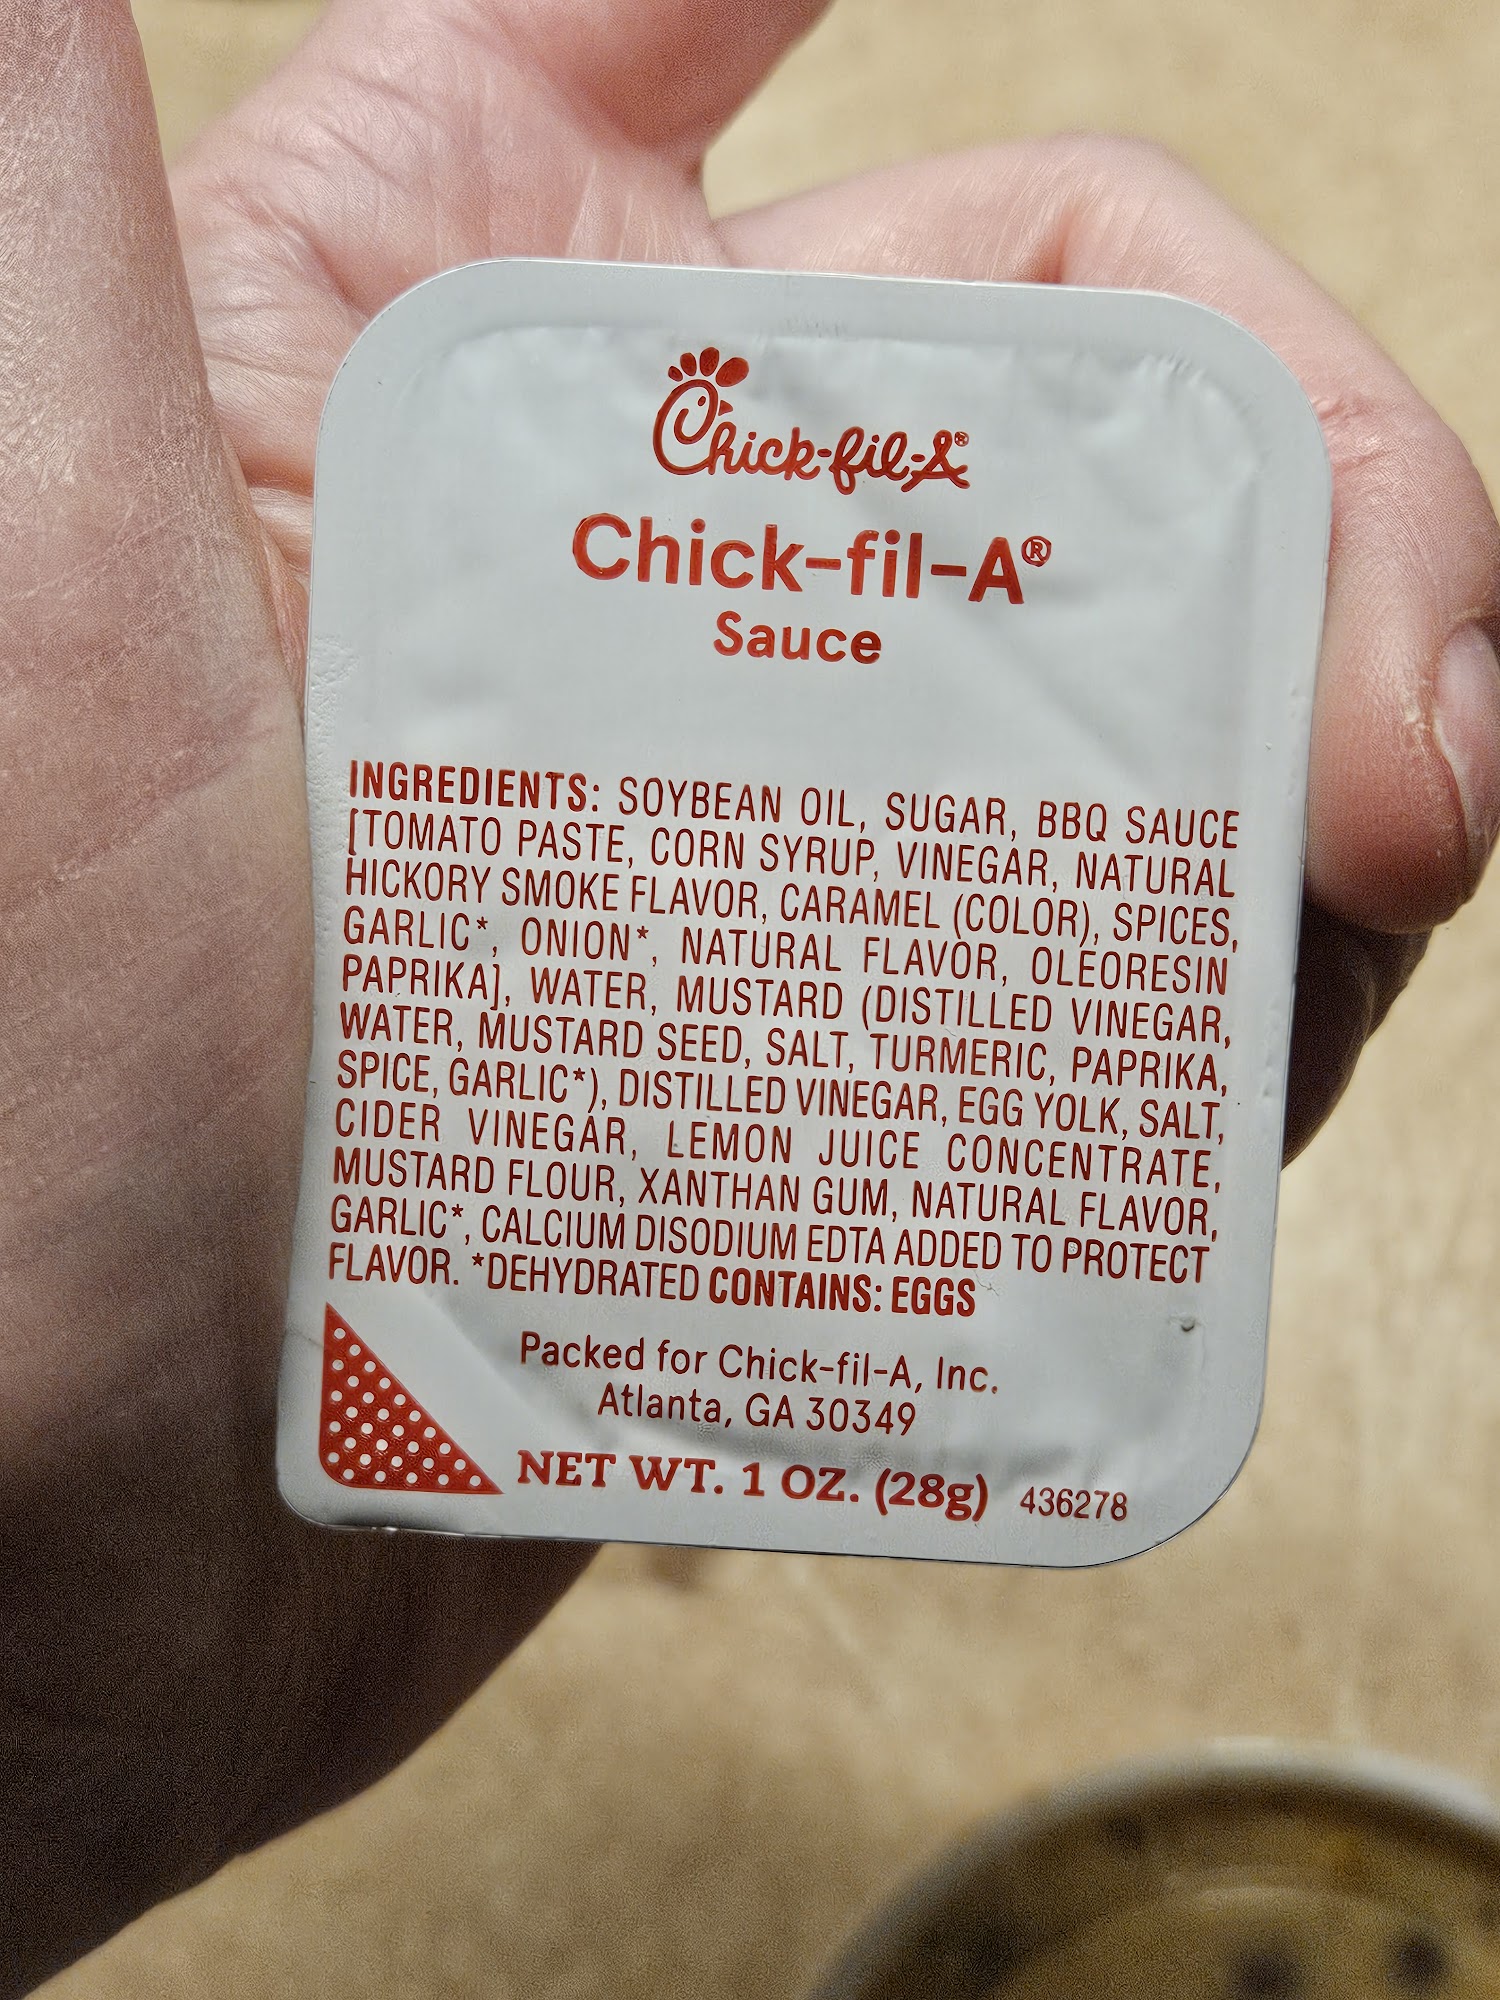 Chick-fil-A®
Chick-fil-A®
Sauce
INGREDIENTS: SOYBEAN OIL, SUGAR, BBQ SAUCE
[TOMATO PASTE, CORN SYRUP, VINEGAR, NATURAL
HICKORY SMOKE FLAVOR, CARAMEL (COLOR), SPICES,
GARLIC*, ONION*, NATURAL FLAVOR, OLEORESIN
PAPRIKA], WATER, MUSTARD (DISTILLED VINEGAR,
WATER, MUSTARD SEED, SALT, TURMERIC, PAPRIKA,
SPICE, GARLIC*), DISTILLED VINEGAR, EGG YOLK, SALT,
CIDER VINEGAR, LEMON JUICE CONCENTRATE,
MUSTARD FLOUR, XANTHAN GUM, NATURAL FLAVOR,
GARLIC*, CALCIUM DISODIUM EDTA ADDED TO PROTECT
FLAVOR. *DEHYDRATED CONTAINS: EGGS
Packed for Chick-fil-A, Inc.
Atlanta, GA 30349
NET WT. 1 OZ. (28g) 436278